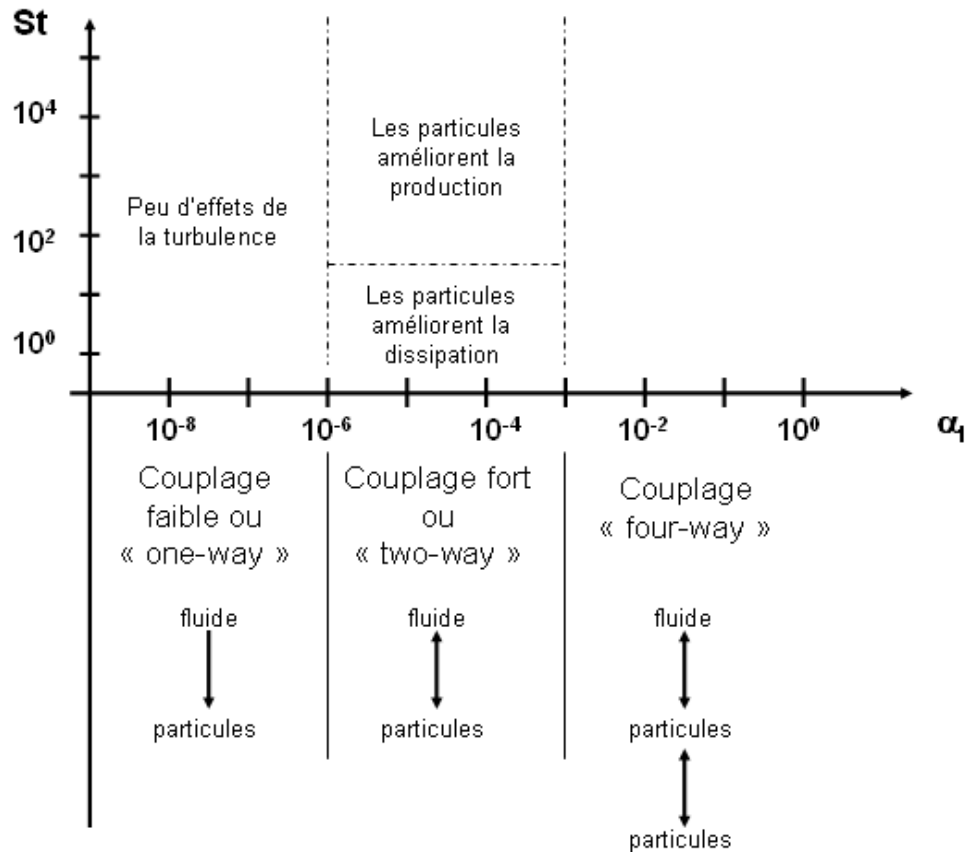 St
10⁴
10²
10⁰
Peu d'effets de
la turbulence
Les particules
améliorent la
production
Les particules
améliorent la
dissipation
10⁻⁸
10⁻⁶
10⁻⁴
10⁻²
10⁰
α₁
Couplage
faible ou
« one-way »
Couplage fort
ou
« two-way »
Couplage
« four-way »
fluide
particules
fluide
particules
fluide
particules
particules